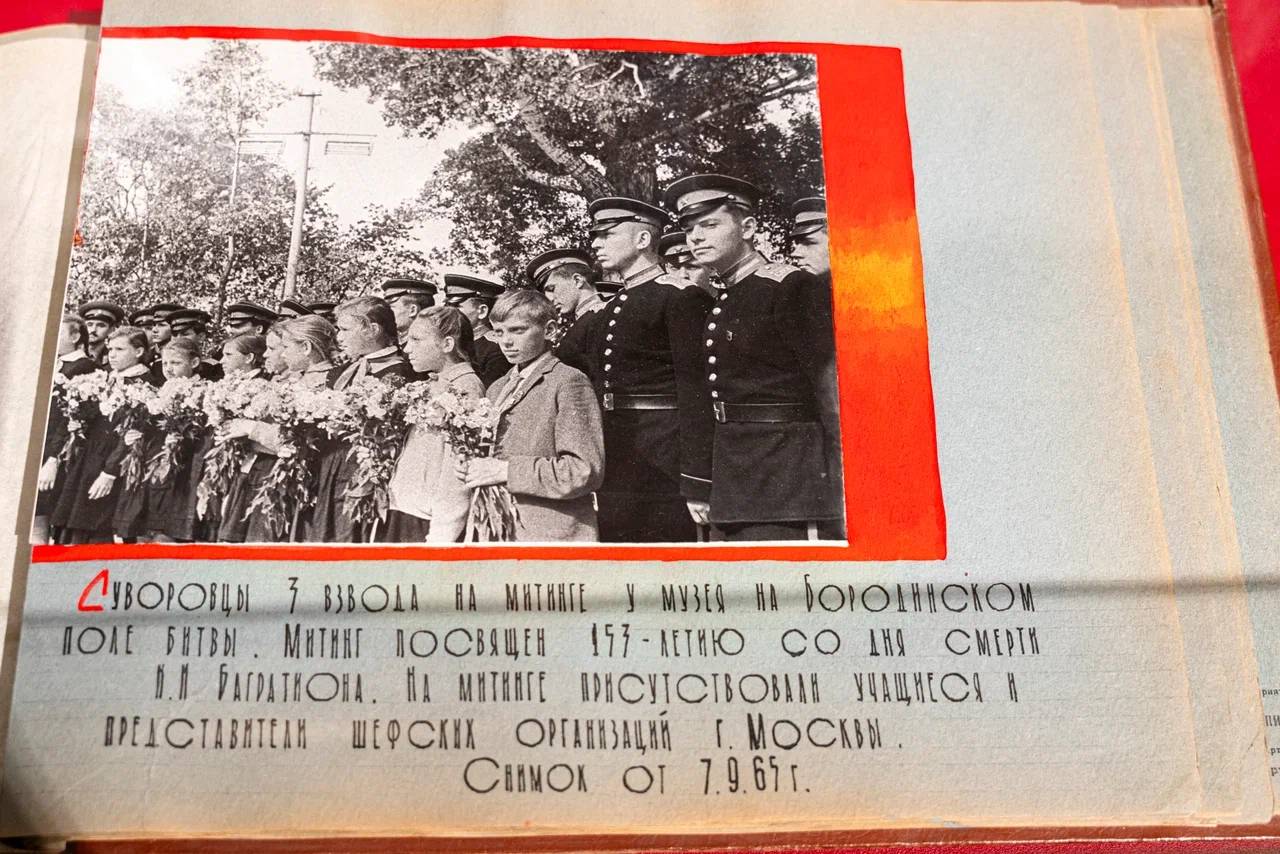 Суворовцы 3 взвода на митинге у музея на Бородинском
поле битвы. Митинг посвящен 153-летию со дня смерти
П.И Багратиона. На митинге присутствовали учащиеся и
представители шефских организаций г. Москвы.
Снимок от 7.9.65 г.